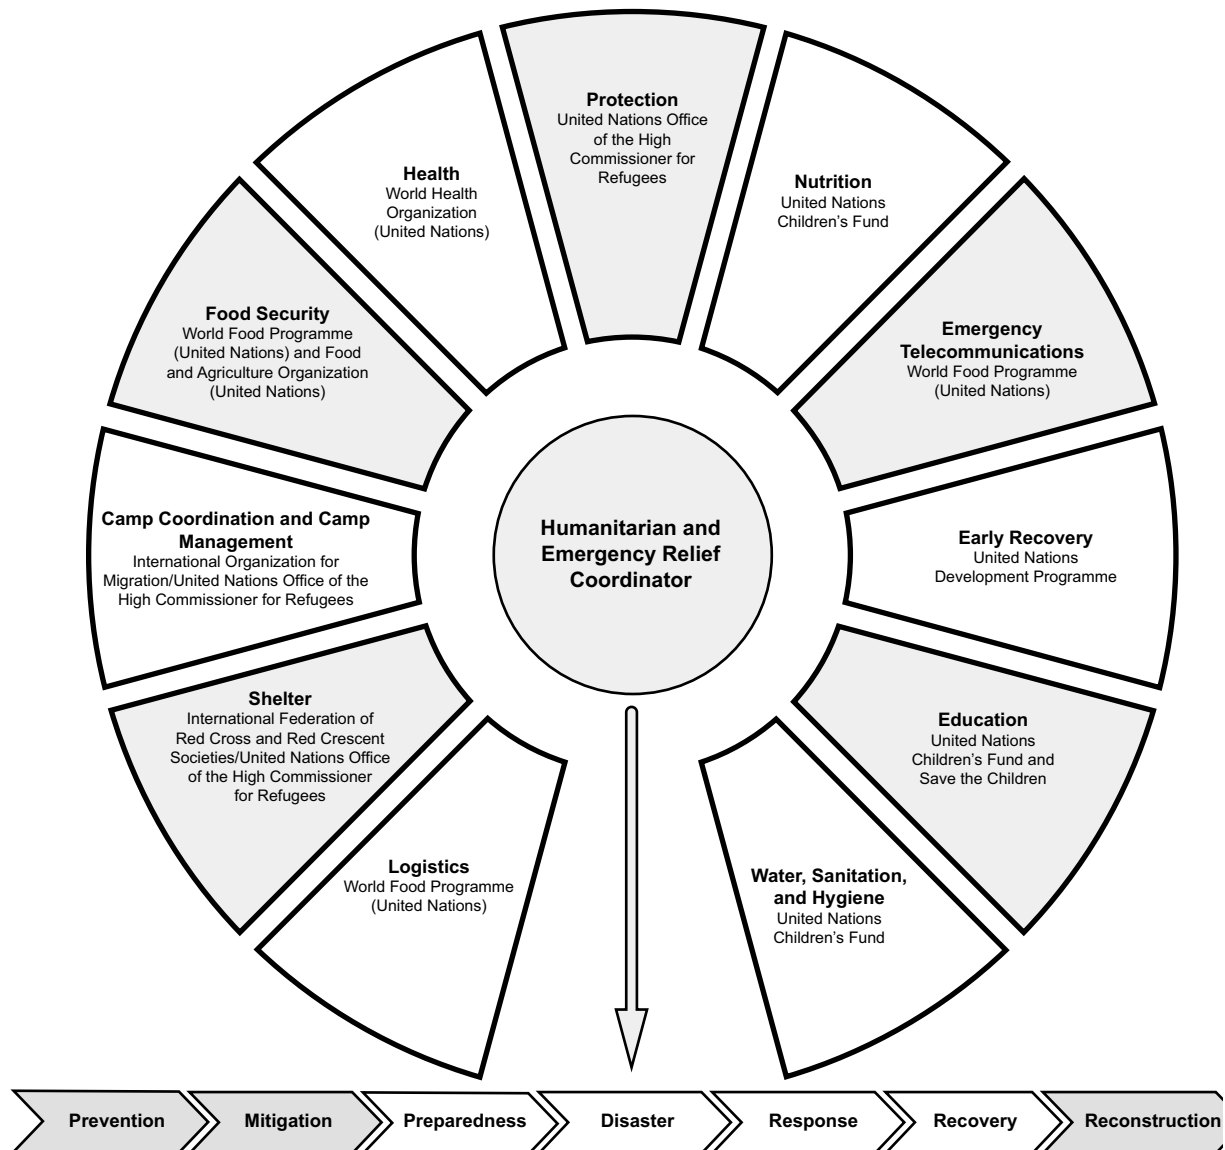 Protection
United Nations Office
of the High
Commissioner for
Refugees
Nutrition
United Nations
Children's Fund
Emergency
Telecommunications
World Food Programme
(United Nations)
Early Recovery
United Nations
Development Programme
Education
United Nations
Children's Fund and
Save the Children
Water, Sanitation,
and Hygiene
United Nations
Children's Fund
Logistics
World Food Programme
(United Nations)
Shelter
International Federation of
Red Cross and Red Crescent
Societies/United Nations Office
of the High Commissioner
for Refugees
Camp Coordination and Camp
Management
International Organization for
Migration/United Nations Office of the
High Commissioner for Refugees
Food Security
World Food Programme
(United Nations) and Food
and Agriculture Organization
(United Nations)
Health
World Health
Organization
(United Nations)
Humanitarian and
Emergency Relief
Coordinator
Prevention
Mitigation
Preparedness
Disaster
Response
Recovery
Reconstruction